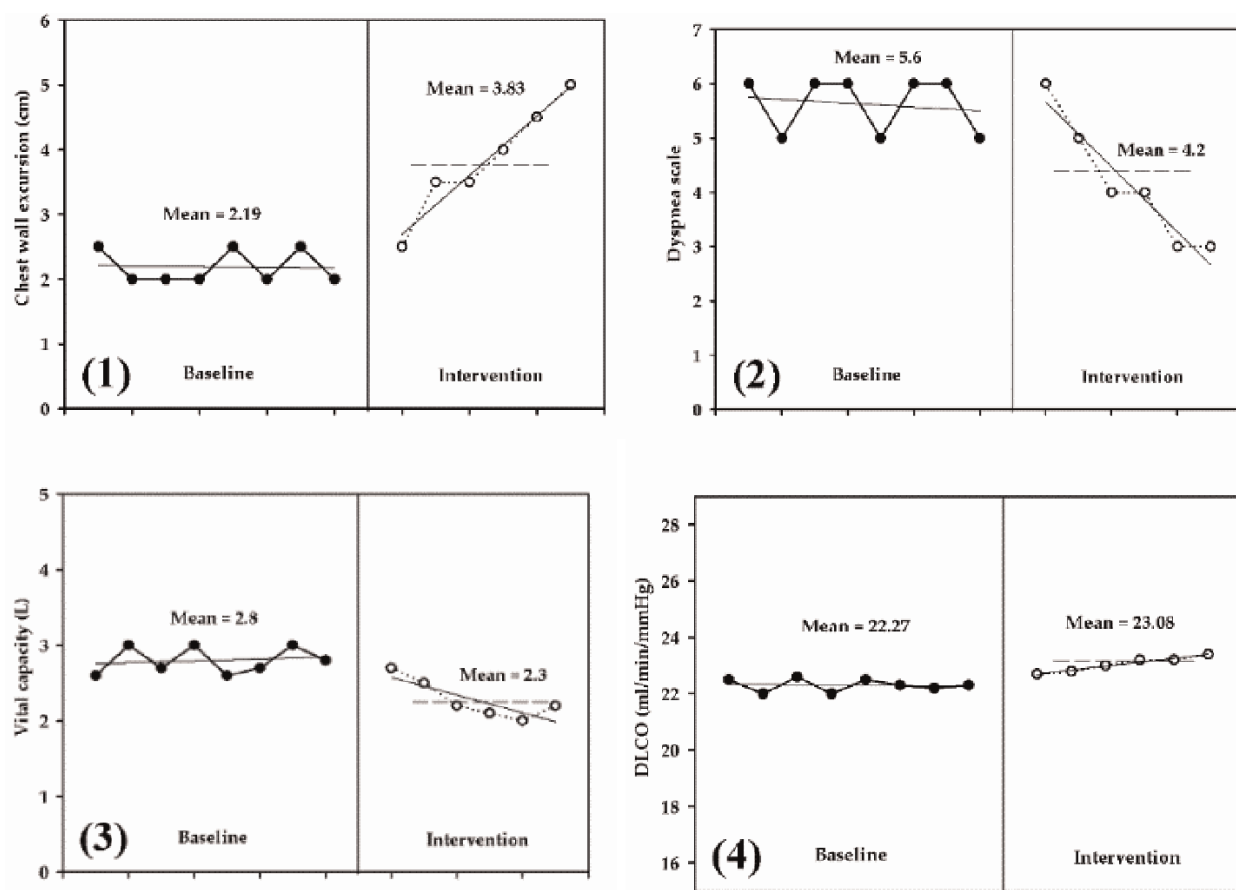 Chest wall excursion (cm)
6
5
4
3
2
1
0
Mean = 2.19
Mean = 3.83
(1)
Baseline
Intervention
Dyspnea scale
7
6
5
4
3
2
1
0
Mean = 5.6
Mean = 4.2
(2)
Baseline
Intervention
Vital capacity (L)
5
4
3
2
1
0
Mean = 2.8
Mean = 2.3
(3)
Baseline
Intervention
DLCO (ml/min/mmHg)
28
26
24
22
20
18
16
Mean = 22.27
Mean = 23.08
(4)
Baseline
Intervention